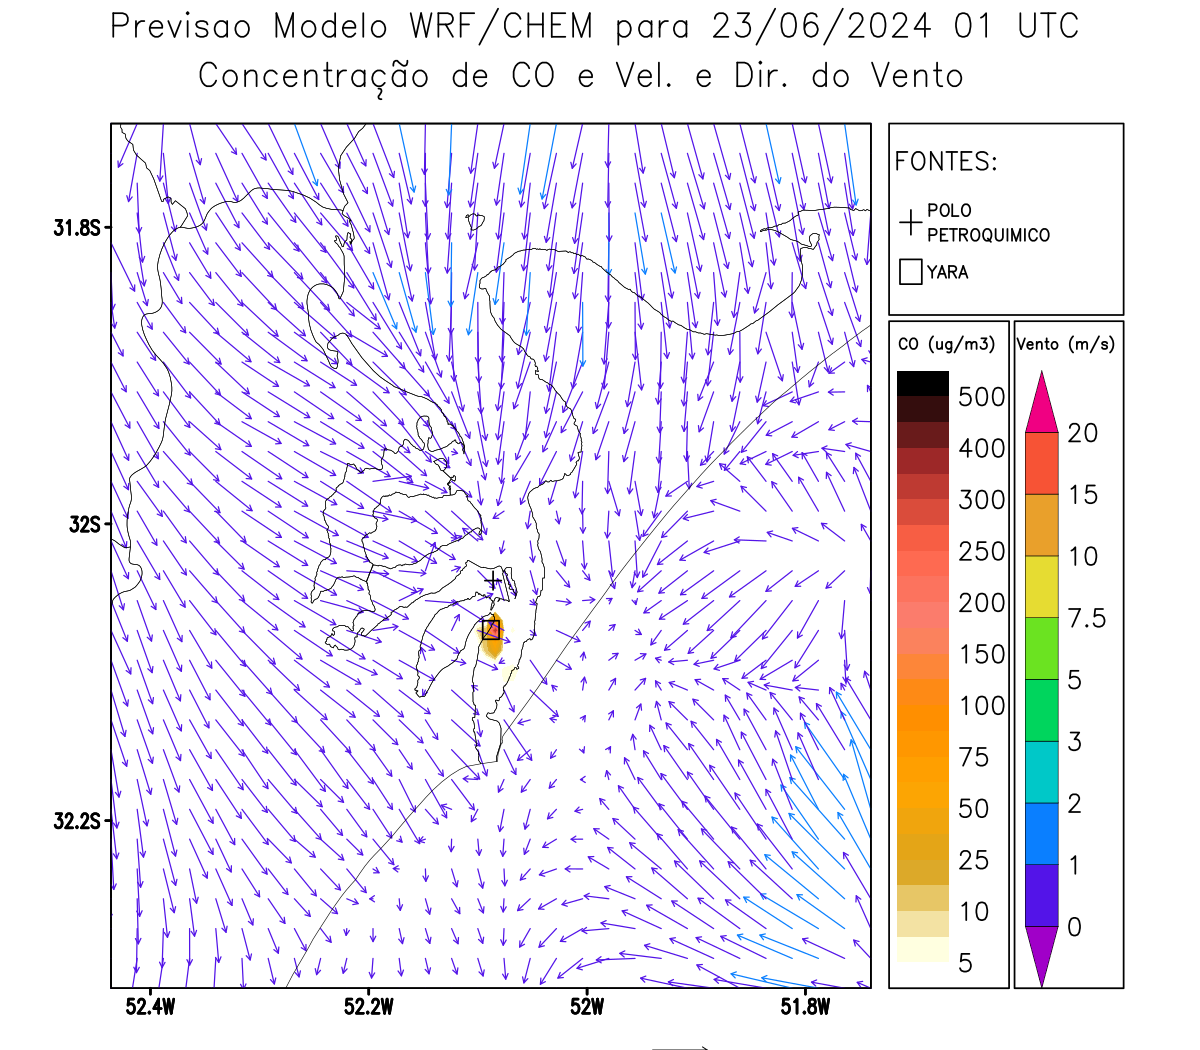 Previsao Modelo WRF/CHEM para 23/06/2024 01 UTC
Concentração de CO e Vel. e Dir. do Vento
FONTES:
POLO
PETROQUIMICO
YARA
31.8S
32S
32.2S
52.4W
52.2W
52W
51.8W
CO (ug/m3)
500
400
300
250
200
150
100
75
50
25
10
5
Vento (m/s)
20
15
10
7.5
5
3
2
1
0